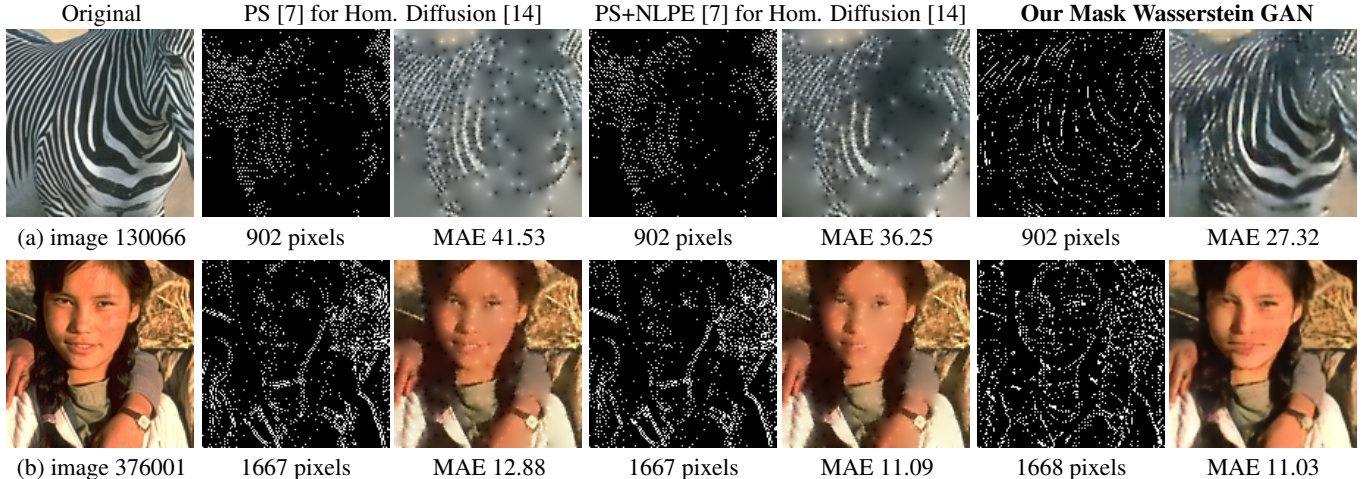 Original PS [7] for Hom. Diffusion [14] PS+NLPE [7] for Hom. Diffusion [14] Our Mask Wasserstein GAN
(a) image 130066 902 pixels MAE 41.53 902 pixels MAE 36.25 902 pixels MAE 27.32
(b) image 376001 1667 pixels MAE 12.88 1667 pixels MAE 11.09 1668 pixels MAE 11.03